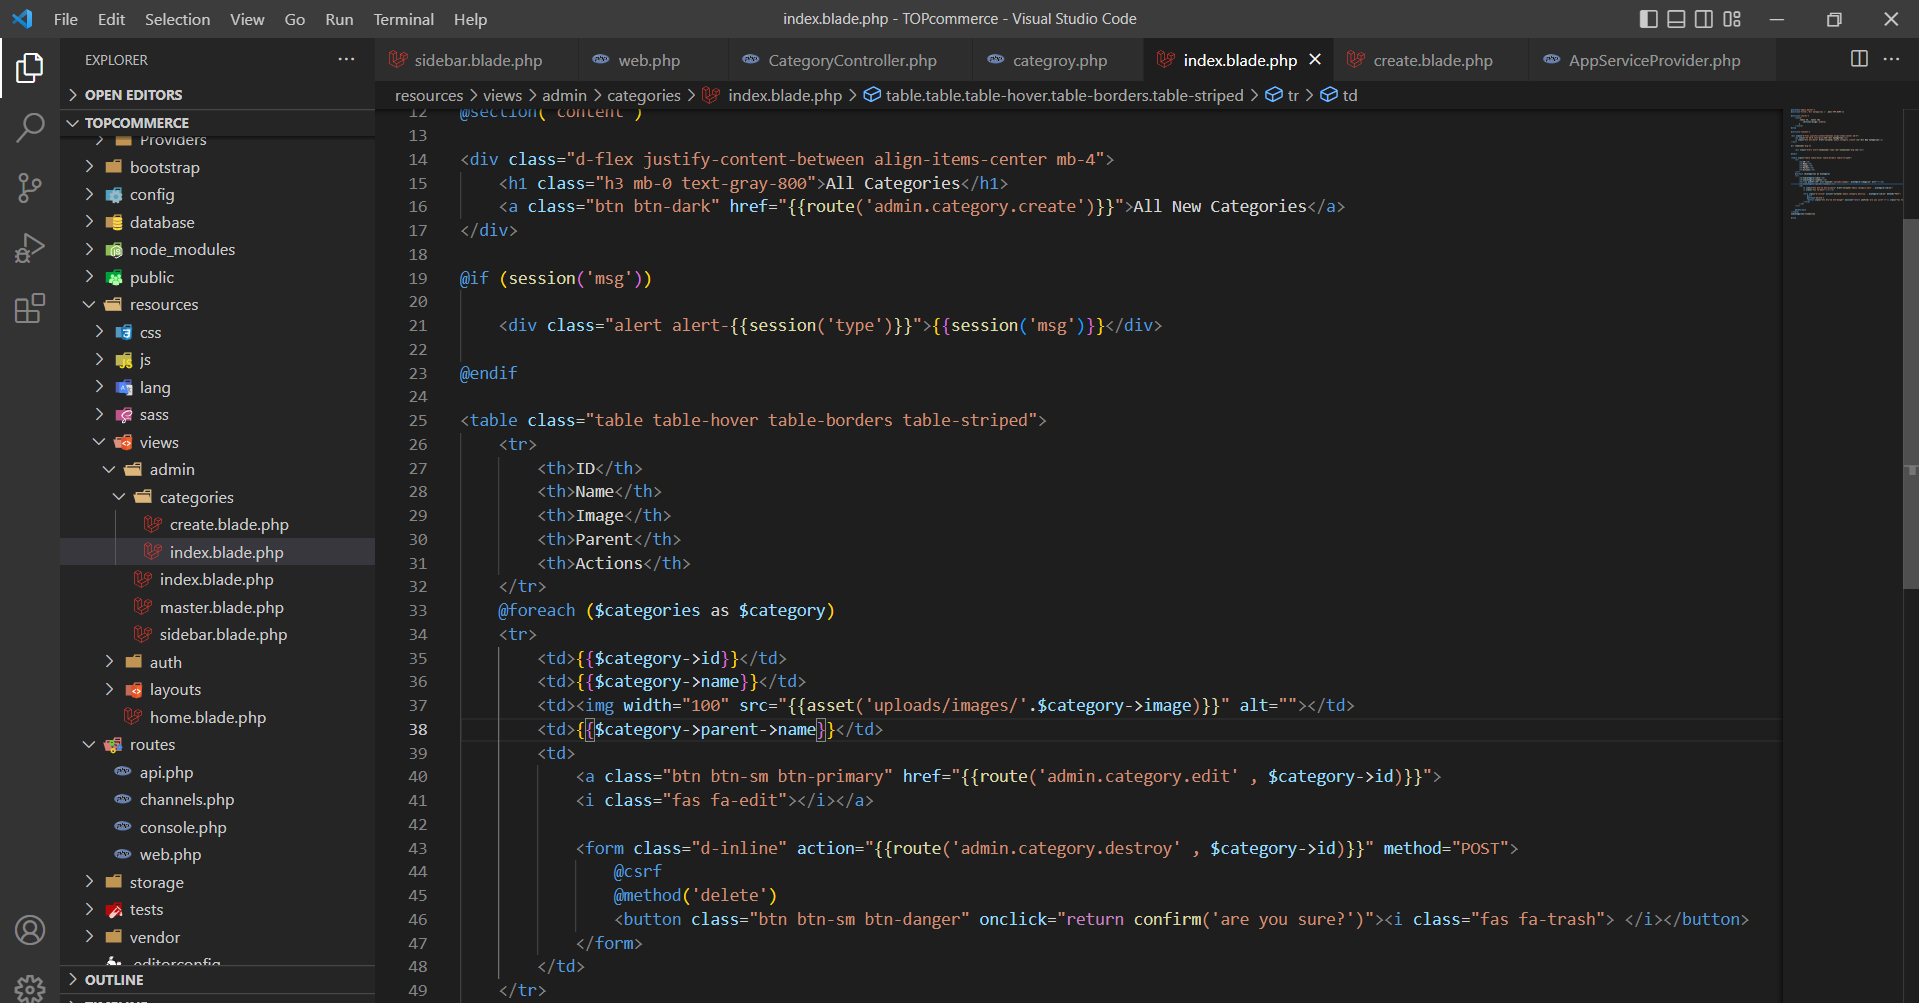 File Edit Selection View Go Run Terminal Help
index.blade.php - TOPcommerce - Visual Studio Code
EXPLORER
OPEN EDITORS
TOPCOMMERCE
Providers
bootstrap
config
database
node_modules
public
resources
css
js
lang
sass
views
admin
categories
create.blade.php
index.blade.php
index.blade.php
master.blade.php
sidebar.blade.php
auth
layouts
home.blade.php
routes
api.php
channels.php
console.php
web.php
storage
tests
vendor
.editorconfig
OUTLINE
TIMELINE
sidebar.blade.php web.php CategoryController.php categroy.php index.blade.php create.blade.php AppServiceProvider.php
resources > views > admin > categories > index.blade.php > table.table.table-hover.table-borders.table-striped > tr > td
12 @section('content')
13
14 <div class="d-flex justify-content-between align-items-center mb-4">
15 <h1 class="h3 mb-0 text-gray-800">All Categories</h1>
16 <a class="btn btn-dark" href="{{route('admin.category.create')}}">All New Categories</a>
17 </div>
18
19 @if (session('msg'))
20
21 <div class="alert alert-{{session('type')}}">{{session('msg')}}</div>
22
23 @endif
24
25 <table class="table table-hover table-borders table-striped">
26 <tr>
27 <th>ID</th>
28 <th>Name</th>
29 <th>Image</th>
30 <th>Parent</th>
31 <th>Actions</th>
32 </tr>
33 @foreach ($categories as $category)
34 <tr>
35 <td>{{$category->id}}</td>
36 <td>{{$category->name}}</td>
37 <td><img width="100" src="{{asset('uploads/images/'.$category->image)}}" alt=""></td>
38 <td>{{$category->parent->name}}</td>
39 <td>
40 <a class="btn btn-sm btn-primary" href="{{route('admin.category.edit' , $category->id)}}">
41 <i class="fas fa-edit"></i></a>
42
43 <form class="d-inline" action="{{route('admin.category.destroy' , $category->id)}}" method="POST">
44 @csrf
45 @method('delete')
46 <button class="btn btn-sm btn-danger" onclick="return confirm('are you sure?')"><i class="fas fa-trash"> </i></button>
47 </form>
48 </td>
49 </tr>